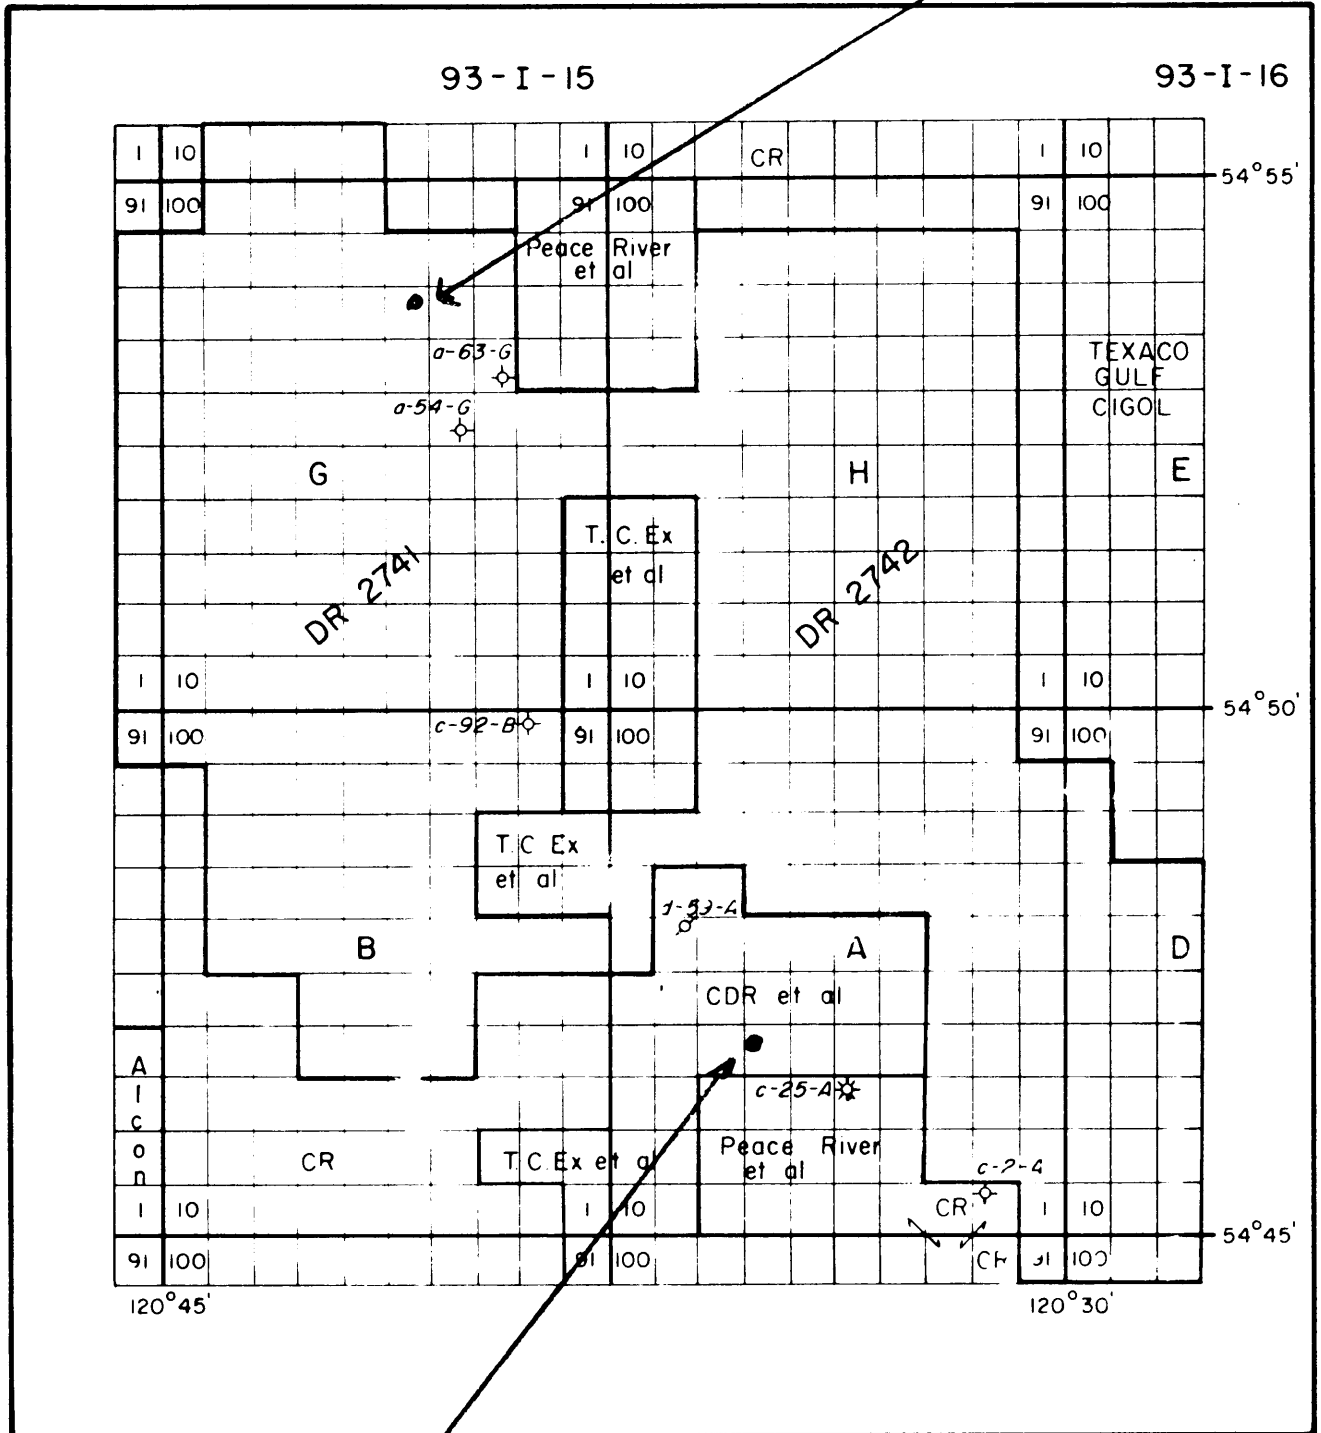 93-I-15
93-I-16
1 10
1 10
CR
1 10
54°55'
91 100
91 100
91 100
Peace River
et al
a-63-G
TEXACO
GULF
CIGOL
a-54-G
G
H
E
T.C.Ex
et al
DR 2741
DR 2742
1 10
1 10
1 10
54°50'
c-92-B
91 100
91 100
91 100
T.C Ex
et al
B
A
D
CDR et al
Alcon
c-25-A
CR
T.C.Ex et al
Peace River
et al
c-2-A
1 10
1 10
CR
1 10
54°45'
91 100
91 100
91 100
120°45'
120°30'